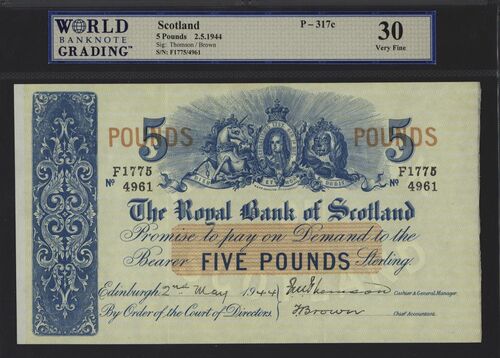 WORLD
BANKNOTE
GRADING™
Scotland
5 Pounds 2.5.1944
Sig: Thomson / Brown
S/N: F1775/4961
P - 317c
30
Very Fine
5 POUNDS
POUNDS 5
F1775
Nº 4961
F1775
Nº 4961
The Royal Bank of Scotland
Promise to pay on Demand to the
Bearer FIVE POUNDS Sterling.
Edinburgh, 2nd May 1944
By Order of the Court of Directors.
Thomson Cashier & General Manager
Brown Chief Accountant.